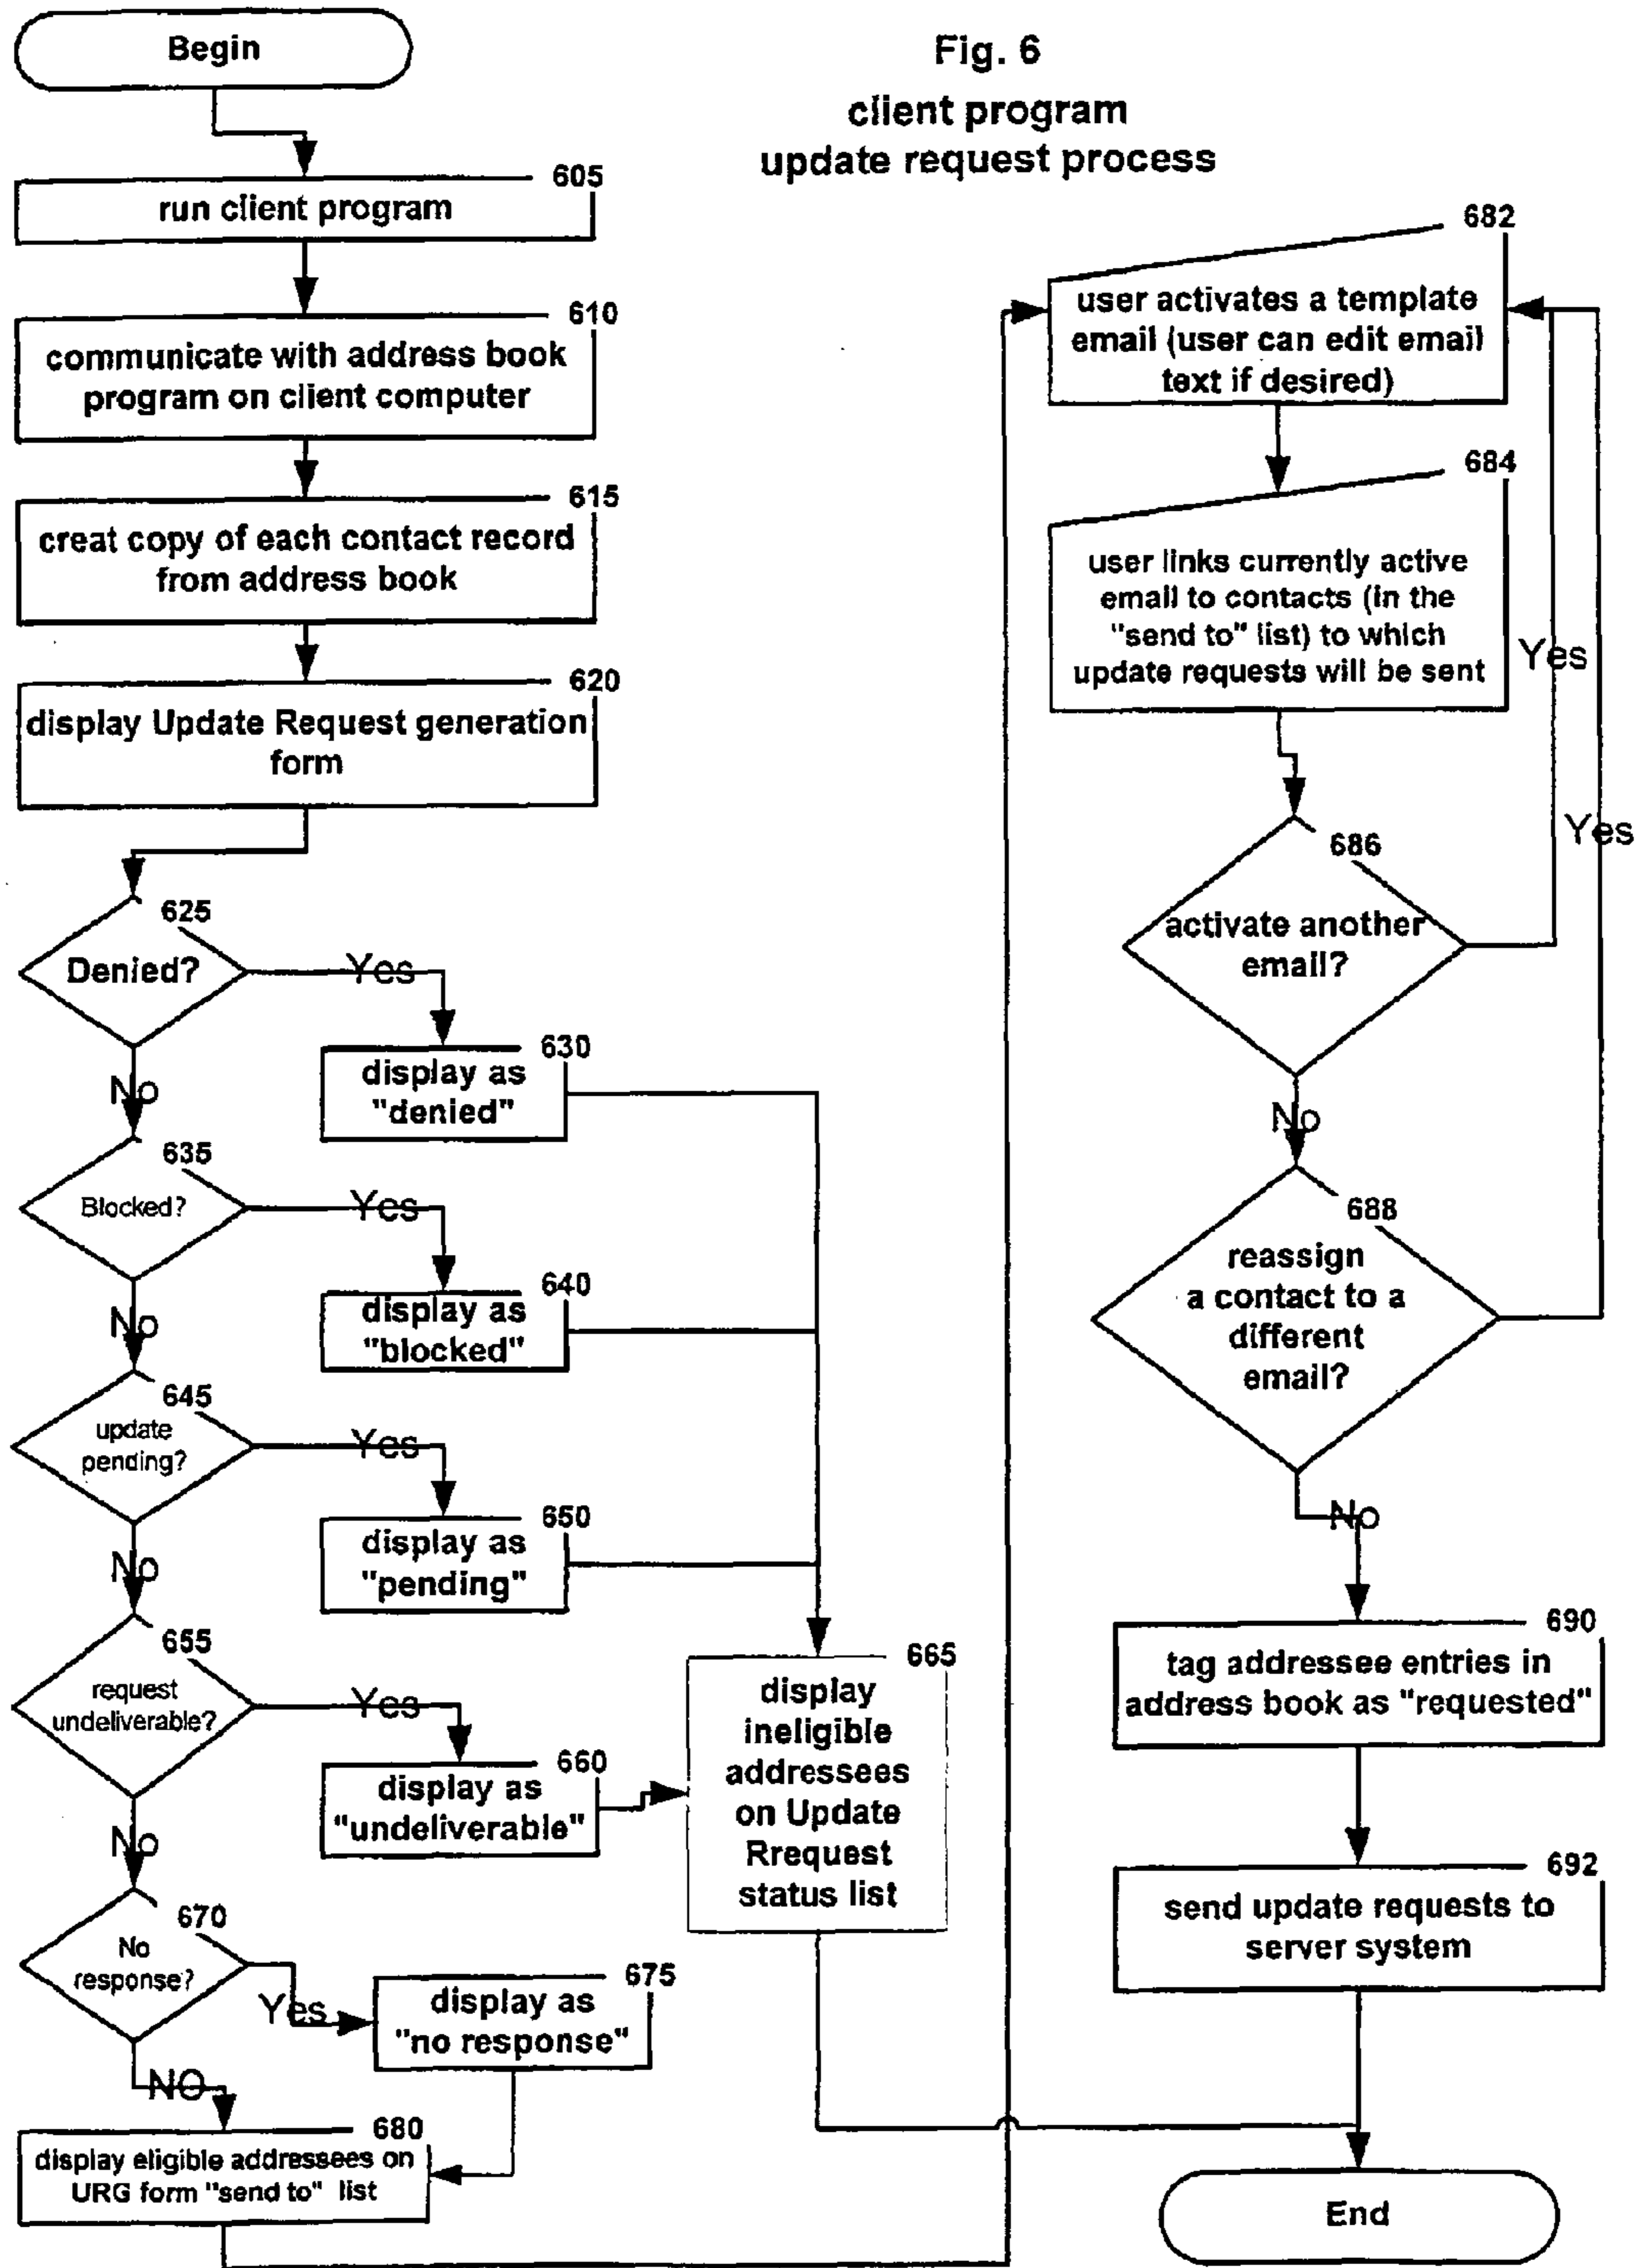 Begin
Fig. 6
client program
update request process
605
run client program
610
communicate with address book
program on client computer
615
creat copy of each contact record
from address book
620
display Update Request generation
form
625
Denied?
Yes
630
display as
"denied"
No
635
Blocked?
Yes
640
display as
"blocked"
No
645
update
pending?
Yes
650
display as
"pending"
No
655
request
undeliverable?
Yes
660
display as
"undeliverable"
665
display
ineligible
addressees
on Update
Rrequest
status list
No
670
No
response?
Yes
675
display as
"no response"
NO
680
display eligible addressees on
URG form "send to" list
682
user activates a template
email (user can edit email
text if desired)
684
user links currently active
email to contacts (in the
"send to" list) to which
update requests will be sent
Yes
Yes
686
activate another
email?
No
688
reassign
a contact to a
different
email?
No
690
tag addressee entries in
address book as "requested"
692
send update requests to
server system
End